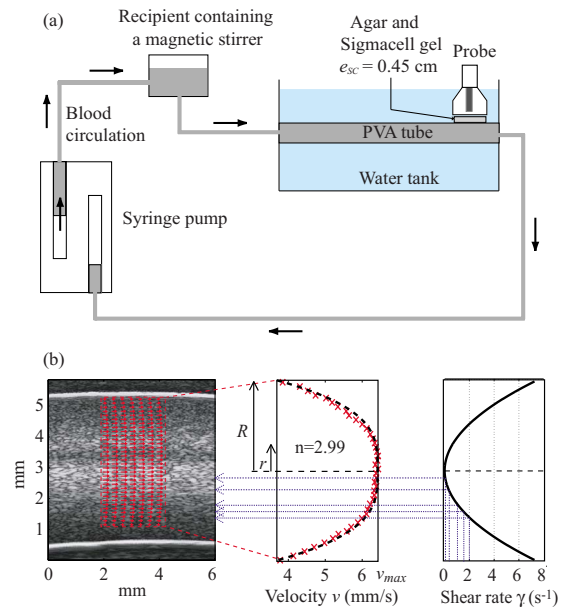 (a)
Recipient containing
a magnetic stirrer
Agar and
Sigmacell gel
e_SC = 0.45 cm
Probe
Blood
circulation
PVA tube
Water tank
Syringe pump
(b)
5
4
3
2
1
mm
0 2 4 6
mm
R
r
n=2.99
4 5 6
v_max
Velocity v (mm/s)
0 2 4 6 8
Shear rate γ (s⁻¹)